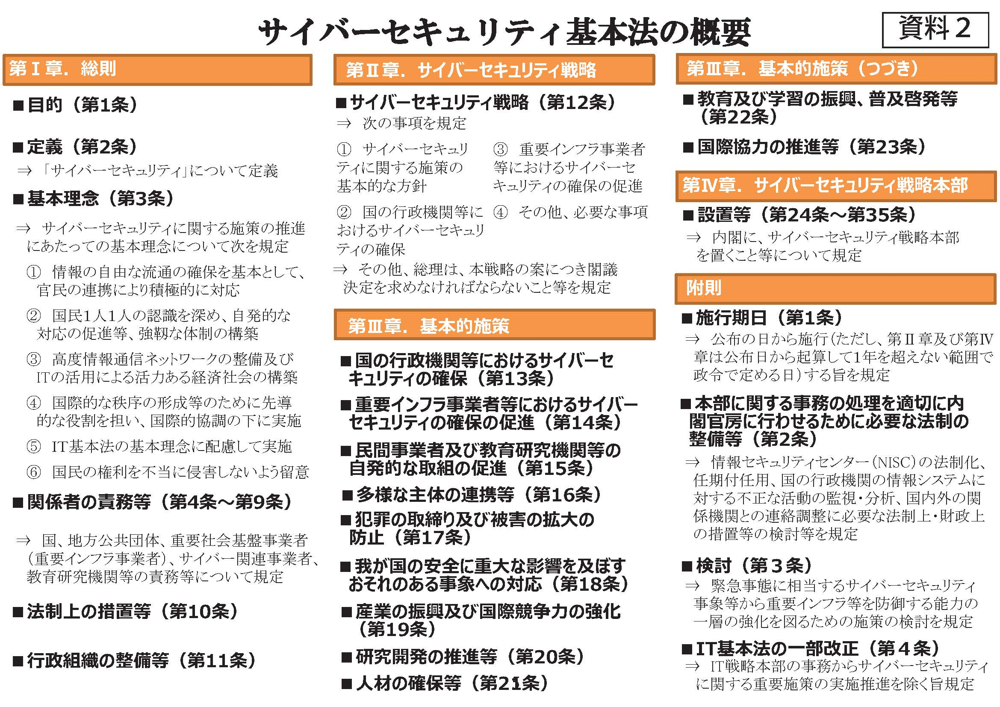 サイバーセキュリティ基本法の概要
資料２
第Ⅰ章．総則
■目的（第1条）
■定義（第2条）
⇒ 「サイバーセキュリティ」について定義
■基本理念（第3条）
⇒ サイバーセキュリティに関する施策の推進
にあたっての基本理念について次を規定
① 情報の自由な流通の確保を基本として、
官民の連携により積極的に対応
② 国民１人１人の認識を深め、自発的な
対応の促進等、強靱な体制の構築
③ 高度情報通信ネットワークの整備及び
ITの活用による活力ある経済社会の構築
④ 国際的な秩序の形成等のために先導
的な役割を担い、国際的協調の下に実施
⑤ IT基本法の基本理念に配慮して実施
⑥ 国民の権利を不当に侵害しないよう留意
■関係者の責務等（第4条～第9条）
⇒ 国、地方公共団体、重要社会基盤事業者
（重要インフラ事業者）、サイバー関連事業者、
教育研究機関等の責務等について規定
■法制上の措置等（第10条）
■行政組織の整備等（第11条）
第Ⅱ章．サイバーセキュリティ戦略
■サイバーセキュリティ戦略（第12条）
⇒ 次の事項を規定
① サイバーセキュリ
ティに関する施策の
基本的な方針
② 国の行政機関等に
おけるサイバーセキュリ
ティの確保
③ 重要インフラ事業者
等におけるサイバーセ
キュリティの確保の促進
④ その他、必要な事項
⇒ その他、総理は、本戦略の案につき閣議
決定を求めなければならないこと等を規定
第Ⅲ章．基本的施策
■国の行政機関等におけるサイバーセ
キュリティの確保（第13条）
■重要インフラ事業者等におけるサイバー
セキュリティの確保の促進（第14条）
■民間事業者及び教育研究機関等の
自発的な取組の促進（第15条）
■多様な主体の連携等（第16条）
■犯罪の取締り及び被害の拡大の
防止（第17条）
■我が国の安全に重大な影響を及ぼす
おそれのある事象への対応（第18条）
■産業の振興及び国際競争力の強化
（第19条）
■研究開発の推進等（第20条）
■人材の確保等（第21条）
第Ⅲ章．基本的施策（つづき）
■教育及び学習の振興、普及啓発等
（第22条）
■国際協力の推進等（第23条）
第Ⅳ章．サイバーセキュリティ戦略本部
■設置等（第24条～第35条）
⇒ 内閣に、サイバーセキュリティ戦略本部
を置くこと等について規定
附則
■施行期日（第1条）
⇒ 公布の日から施行（ただし、第Ⅱ章及び第Ⅳ
章は公布日から起算して１年を超えない範囲で
政令で定める日）する旨を規定
■本部に関する事務の処理を適切に内
閣官房に行わせるために必要な法制の
整備等（第2条）
⇒ 情報セキュリティセンター（NISC）の法制化、
任期付任用、国の行政機関の情報システムに
対する不正な活動の監視・分析、国内外の関
係機関との連絡調整に必要な法制上・財政上
の措置等の検討等を規定
■検討（第３条）
⇒ 緊急事態に相当するサイバーセキュリティ
事象等から重要インフラ等を防御する能力の
一層の強化を図るための施策の検討を規定
■IT基本法の一部改正（第４条）
⇒ IT戦略本部の事務からサイバーセキュリティ
に関する重要施策の実施推進を除く旨規定